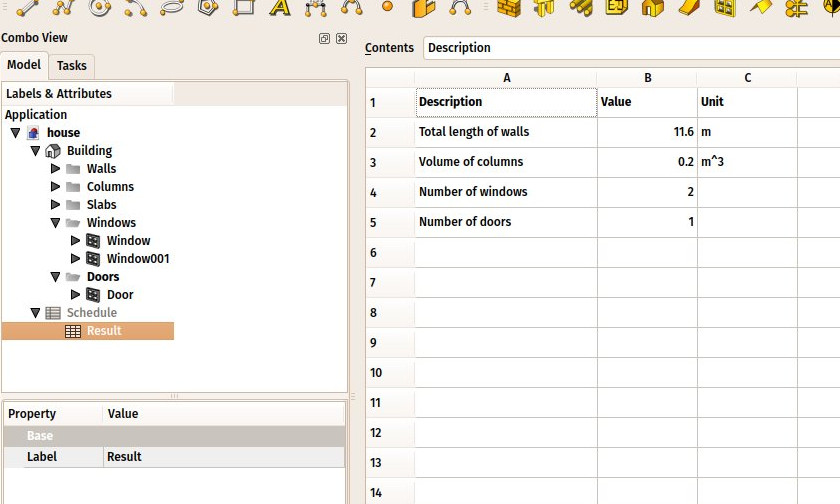 Combo View
Model Tasks
Labels & Attributes
Application
house
Building
Walls
Columns
Slabs
Windows
Window
Window001
Doors
Door
Schedule
Result
Property Value
Base
Label Result
Contents Description
A B C
1 Description Value Unit
2 Total length of walls 11.6 m
3 Volume of columns 0.2 m^3
4 Number of windows 2
5 Number of doors 1
6
7
8
9
10
11
12
13
14